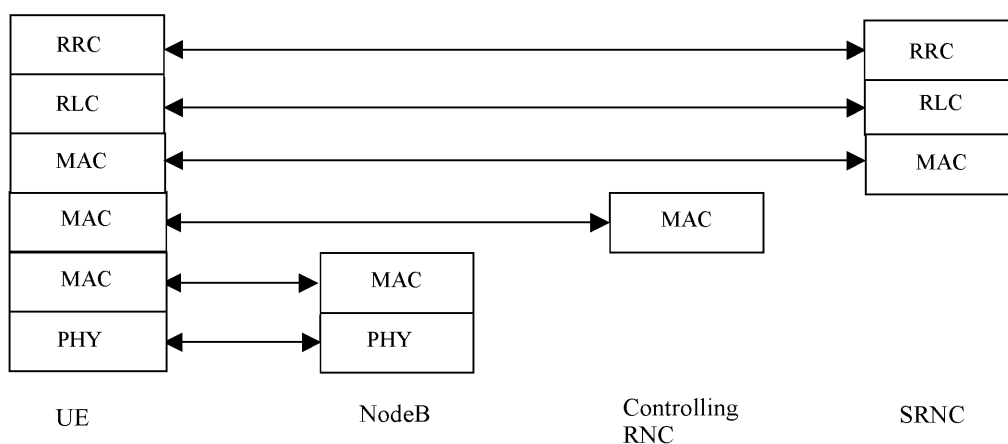 RRC
RRC
RLC
RLC
MAC
MAC
MAC
MAC
MAC
MAC
PHY
PHY
UE
NodeB
Controlling
RNC
SRNC